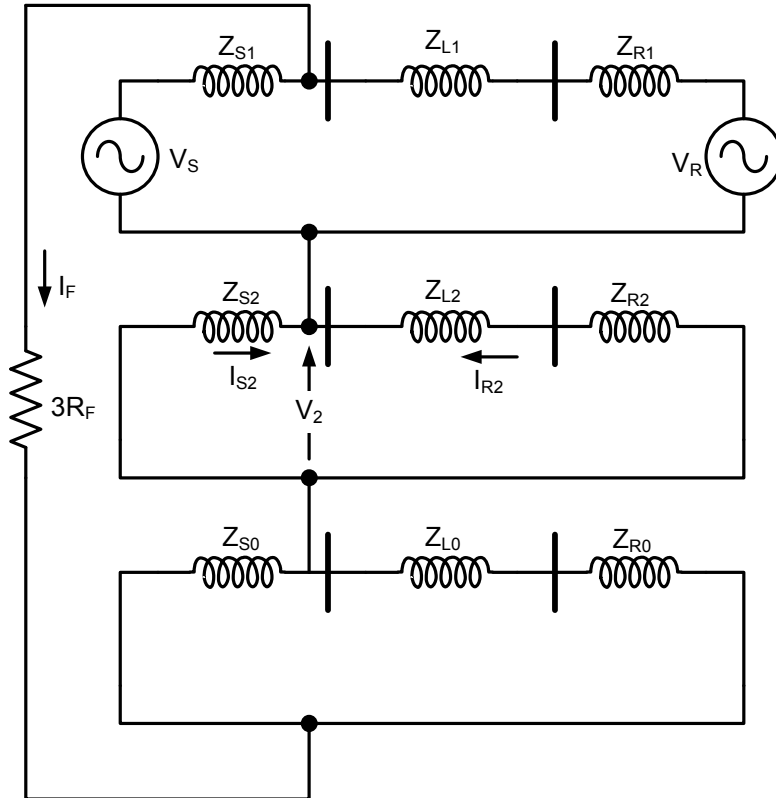 Z_S1 Z_L1 Z_R1
V_S V_R
I_F
Z_S2 Z_L2 Z_R2
I_S2 I_R2
3R_F V_2
Z_S0 Z_L0 Z_R0